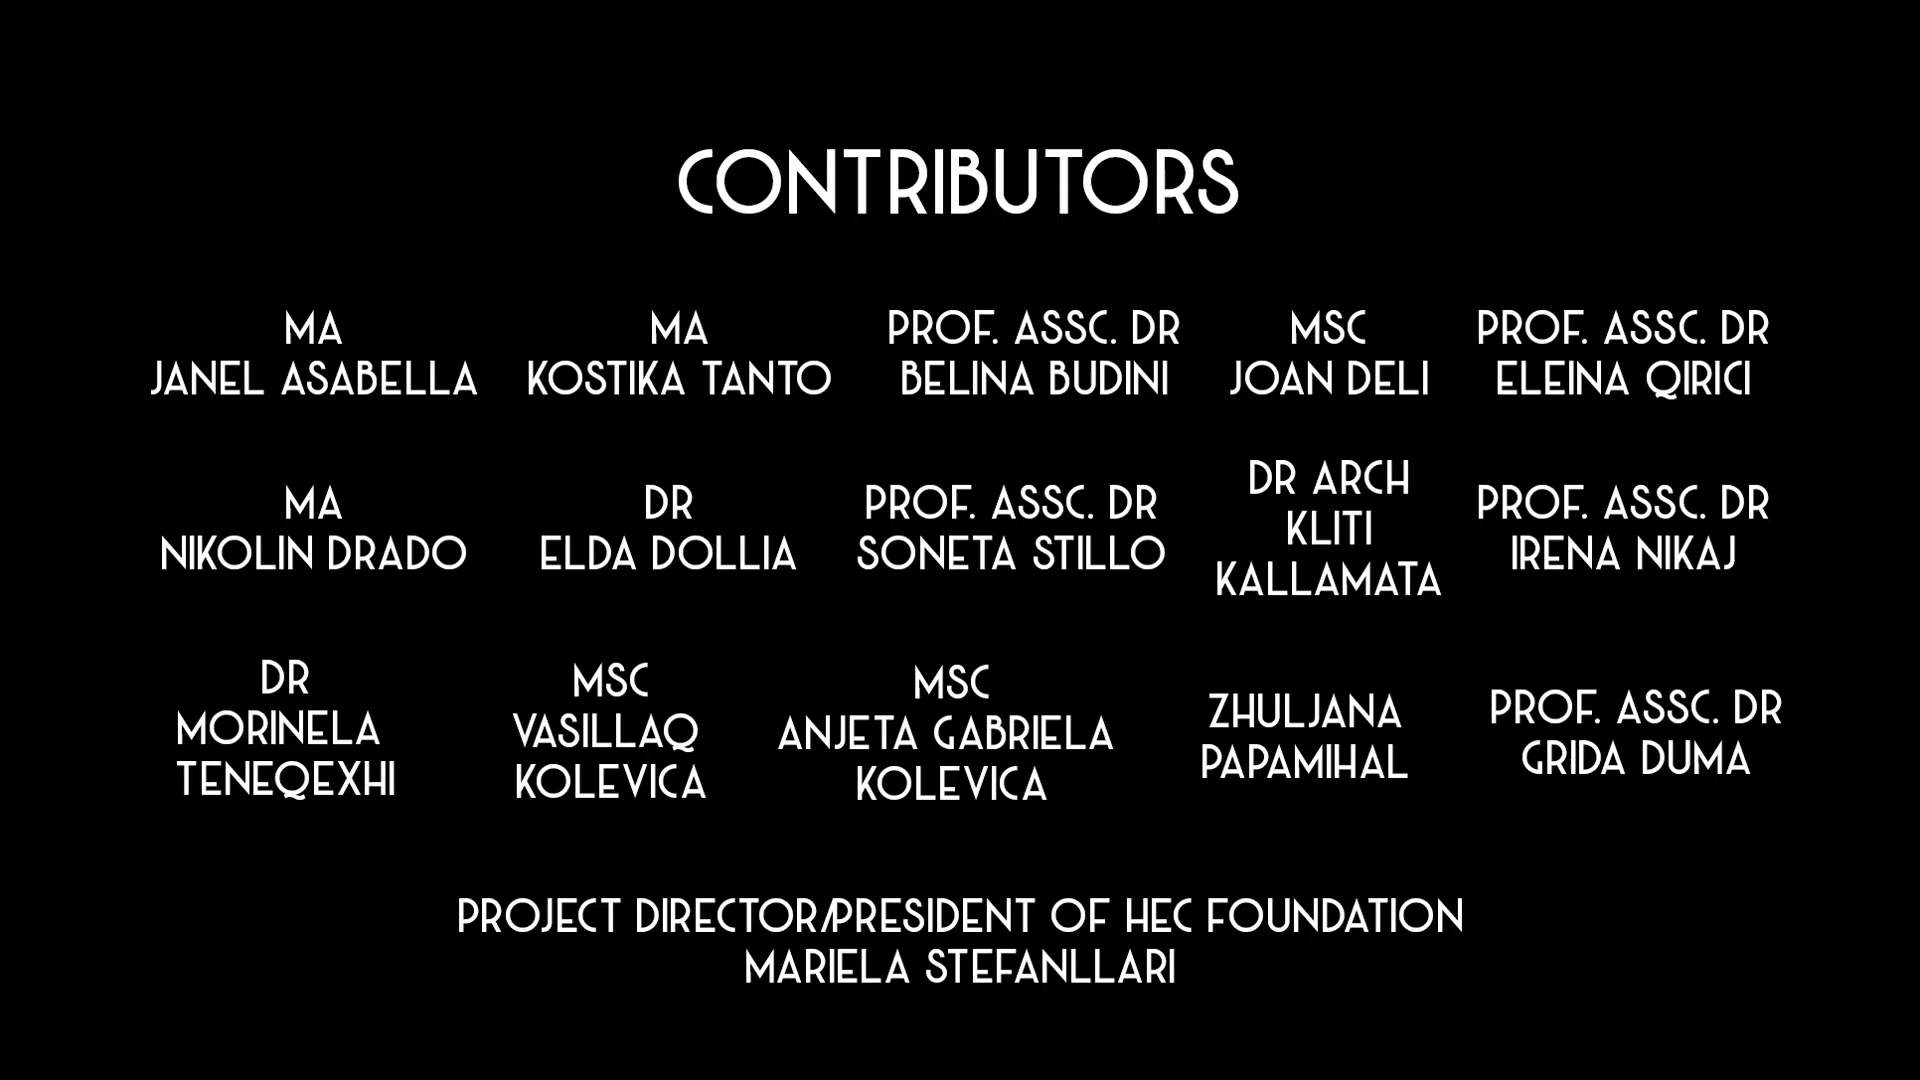 CONTRIBUTORS
MA
JANEL ASABELLA
MA
KOSTIKA TANTO
PROF. ASSC. DR
BELINA BUDINI
MSC
JOAN DELI
PROF. ASSC. DR
ELEINA QIRICI
MA
NIKOLIN DRADO
DR
ELDA DOLLIA
PROF. ASSC. DR
SONETA STILLO
DR ARCH
KLITI
KALLAMATA
PROF. ASSC. DR
IRENA NIKAJ
DR
MORINELA
TENEQEXHI
MSC
VASILLAQ
KOLEVICA
MSC
ANJETA GABRIELA
KOLEVICA
ZHULJANA
PAPAMIHAL
PROF. ASSC. DR
GRIDA DUMA
PROJECT DIRECTOR/PRESIDENT OF HEC FOUNDATION
MARIELA STEFANLLARI